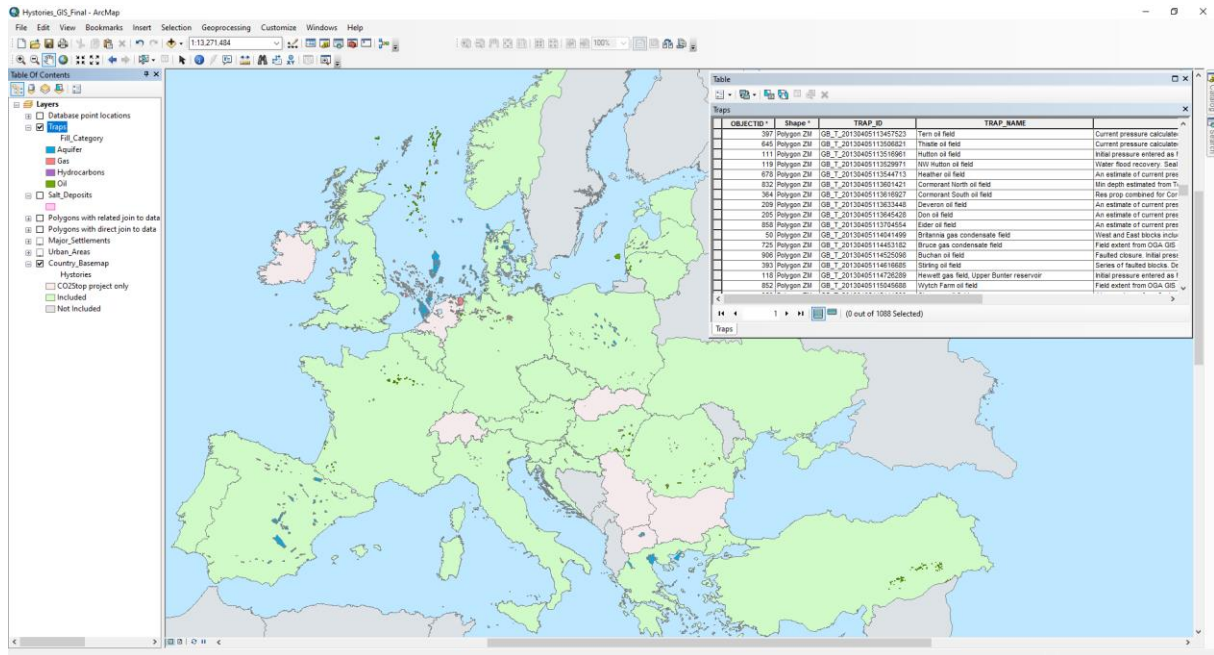 Hystories_GIS_Final - ArcMap
File Edit View Bookmarks Insert Selection Geoprocessing Customize Windows Help
1:13,271,484
100%
Table Of Contents
Layers
Database point locations
Traps
Fill_Category
Aquifer
Gas
Hydrocarbons
Oil
Salt_Deposits
Polygons with related join to data
Polygons with direct join to data
Major_Settlements
Urban_Areas
Country_Basemap
Hystories
CO2Stop project only
Included
Not Included
Table
Traps
OBJECTID * Shape * TRAP_ID TRAP_NAME
397 Polygon ZM GB_T_20130405113457523 Tern oil field Current pressure calculate
645 Polygon ZM GB_T_20130405113506821 Thistle oil field Current pressure calculate
111 Polygon ZM GB_T_20130405113516961 Hutton oil field Initial pressure entered as
119 Polygon ZM GB_T_20130405113529971 NW Hutton oil field Water flood recovery. Seal
678 Polygon ZM GB_T_20130405113544713 Heather oil field An estimate of current pres
832 Polygon ZM GB_T_20130405113601421 Cormorant North oil field Min depth estimated from
364 Polygon ZM GB_T_20130405113616927 Cormorant South oil field Res prop combined for Cor
209 Polygon ZM GB_T_20130405113633448 Deveron oil field An estimate of current pres
205 Polygon ZM GB_T_20130405113645428 Don oil field An estimate of current pres
858 Polygon ZM GB_T_20130405113704554 Eider oil field An estimate of current pres
50 Polygon ZM GB_T_20130405114041499 Britannia gas condensate field West and East blocks inclu
725 Polygon ZM GB_T_20130405114453182 Bruce gas condensate field Field extent from OGA GIS
906 Polygon ZM GB_T_20130405114525098 Buchan oil field Faulted closure. Initial press
393 Polygon ZM GB_T_20130405114616685 Stirling oil field Series of faulted blocks. De
118 Polygon ZM GB_T_20130405114726289 Hewett gas field, Upper Bunter reservoir Initial pressure entered as
852 Polygon ZM GB_T_20130405115045688 Wytch Farm oil field Field extent from OGA GIS
1 (0 out of 1088 Selected)
Traps
Catalog
Search